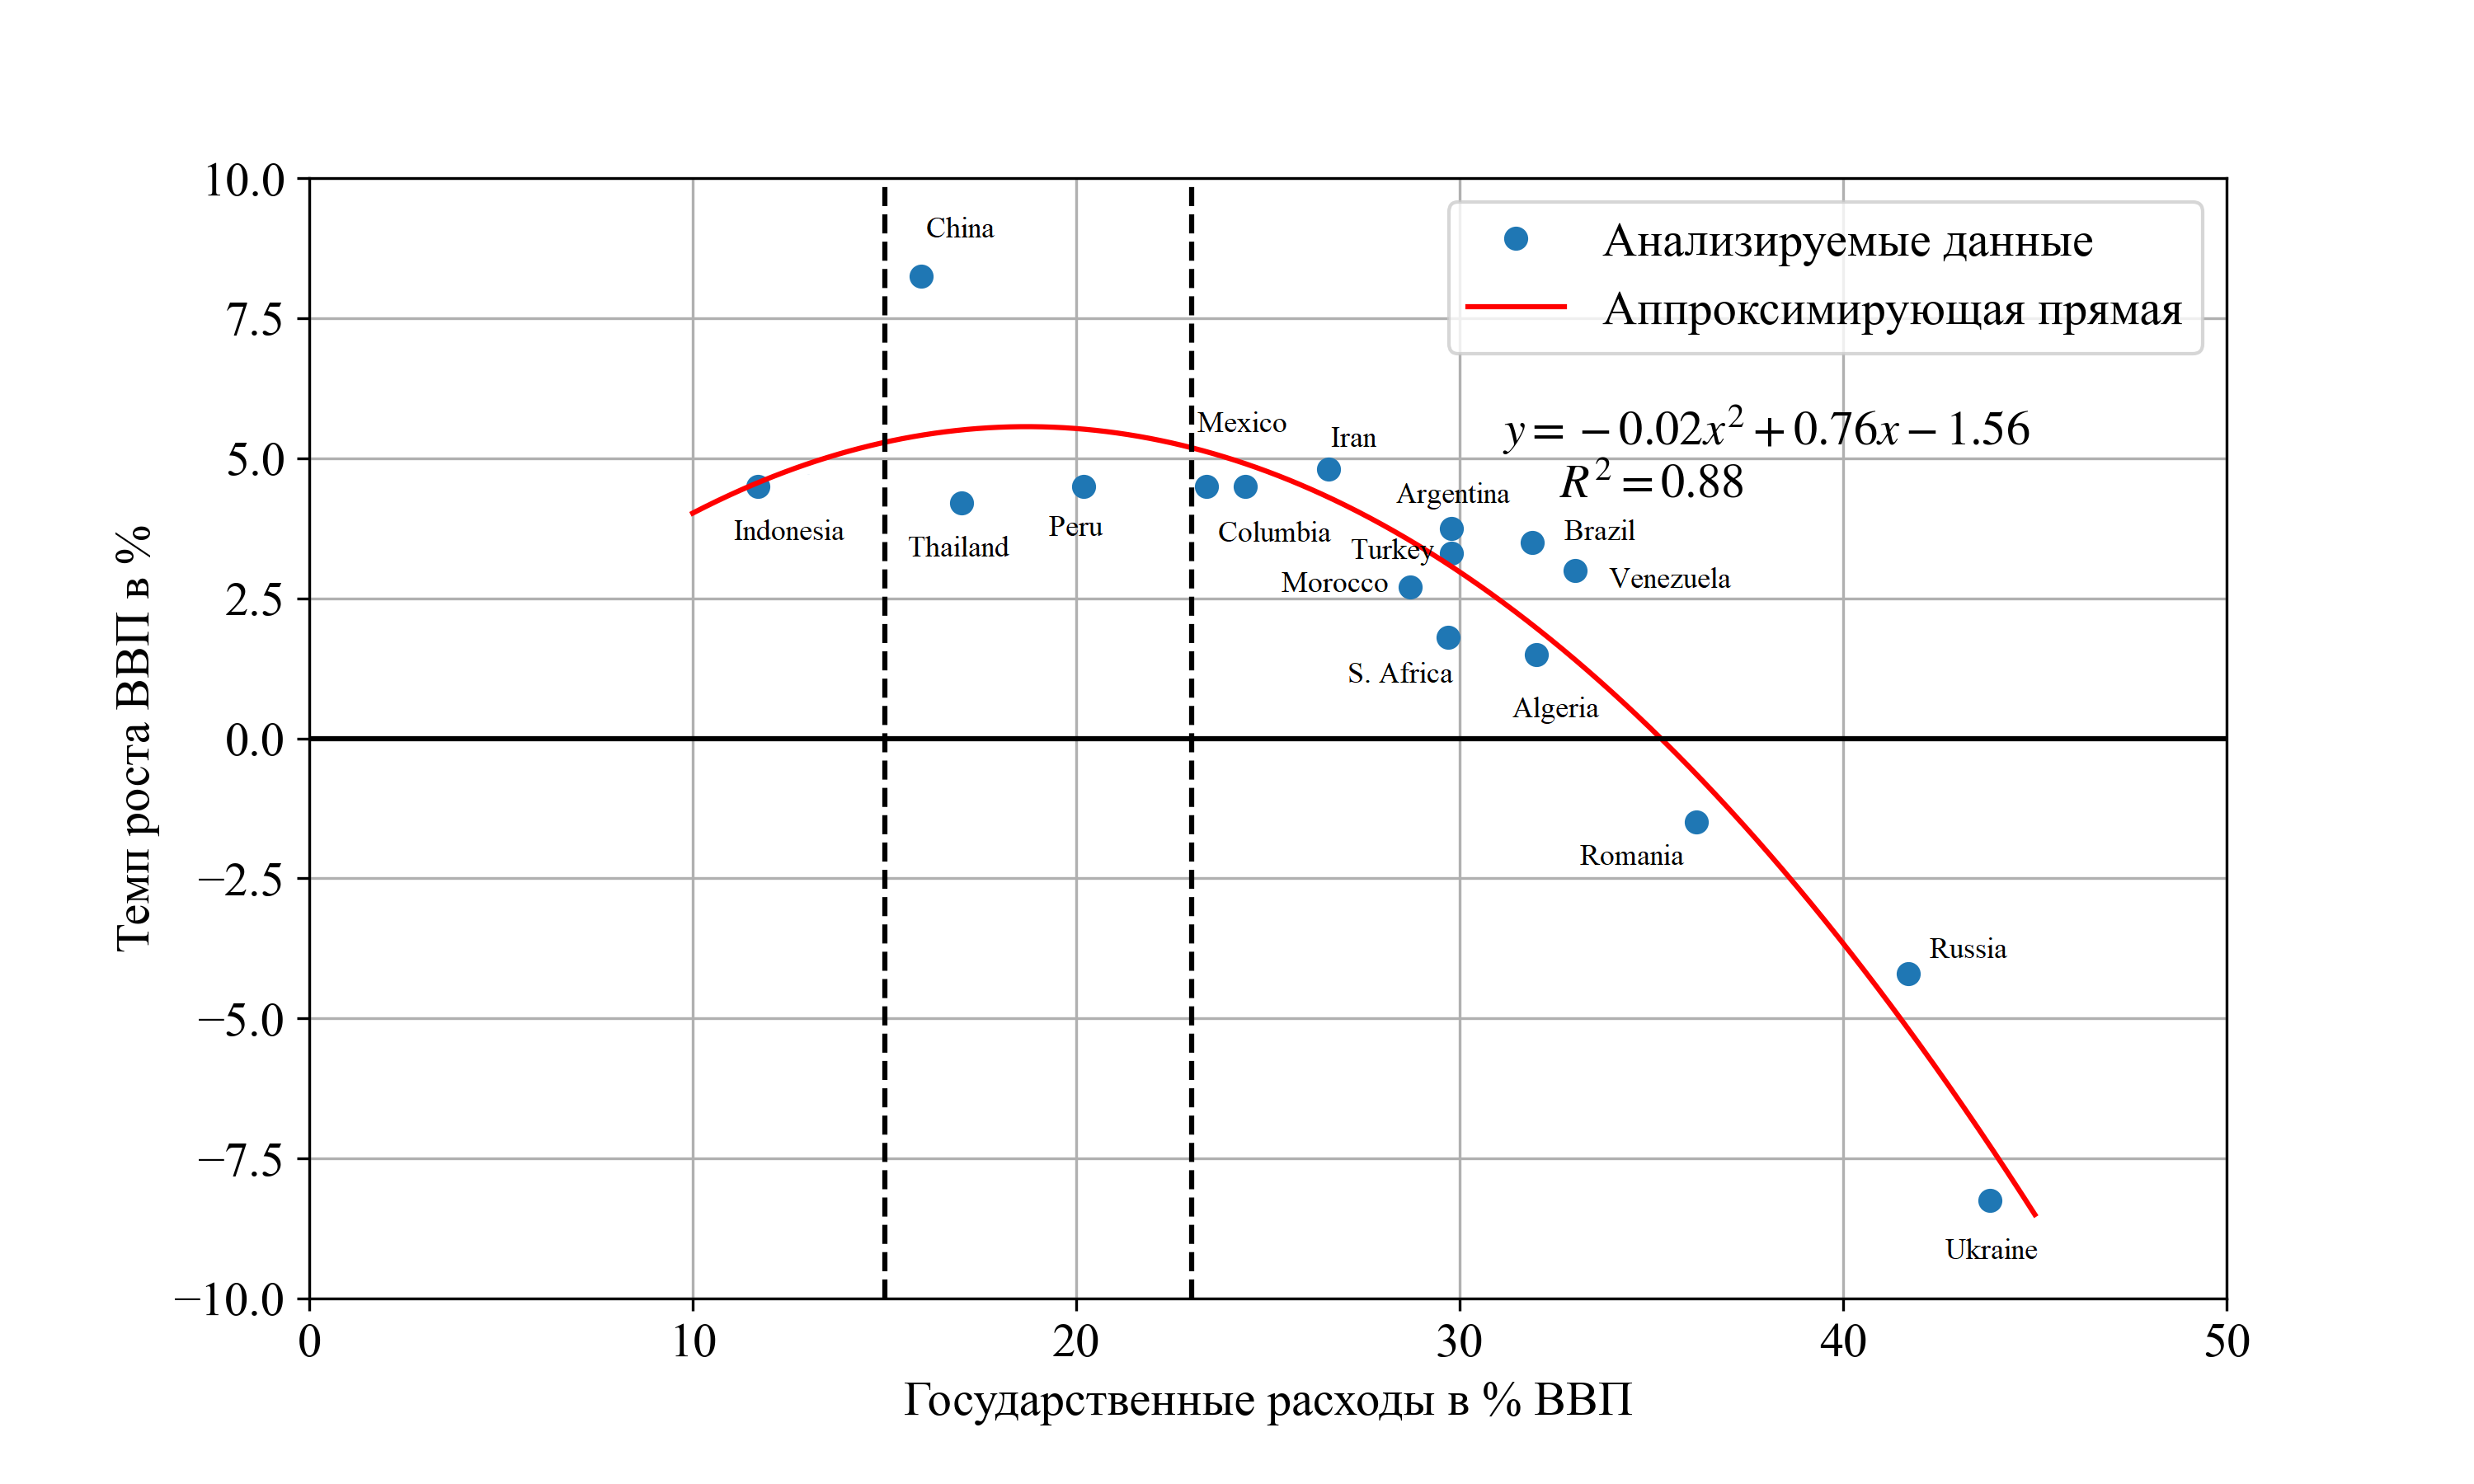 10.0
7.5
5.0
2.5
0.0
−2.5
−5.0
−7.5
−10.0
Темп роста ВВП в %
Анализируемые данные
Аппроксимирующая прямая
y = −0.02x² + 0.76x − 1.56
R² = 0.88
China
Mexico
Iran
Argentina
Indonesia
Thailand
Peru
Columbia
Turkey
Brazil
Morocco
Venezuela
S. Africa
Algeria
Romania
Russia
Ukraine
0 10 20 30 40 50
Государственные расходы в % ВВП